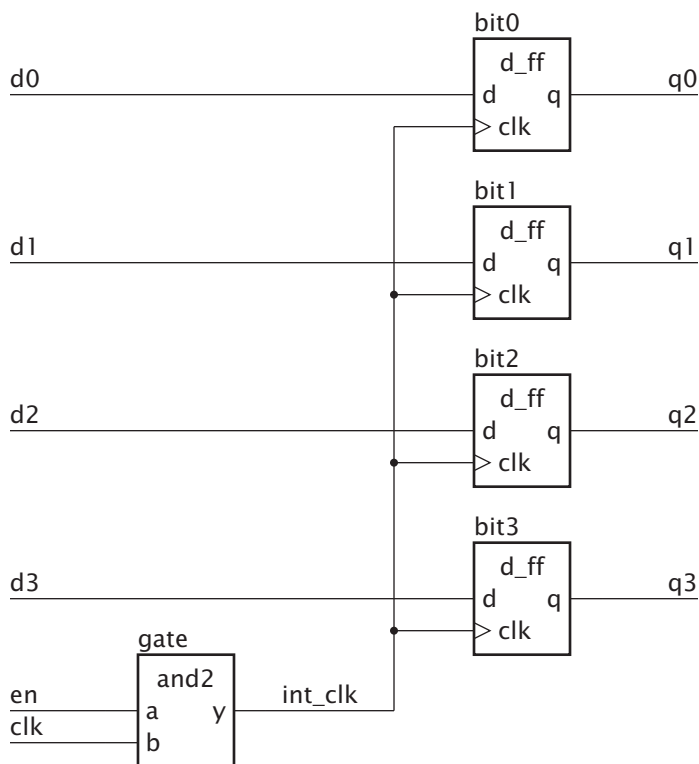 bit0
d_ff
d0
d q
q0
clk
bit1
d_ff
d1
d q
q1
clk
bit2
d_ff
d2
d q
q2
clk
bit3
d_ff
d3
d q
q3
clk
gate
and2
en
a y
int_clk
clk
b